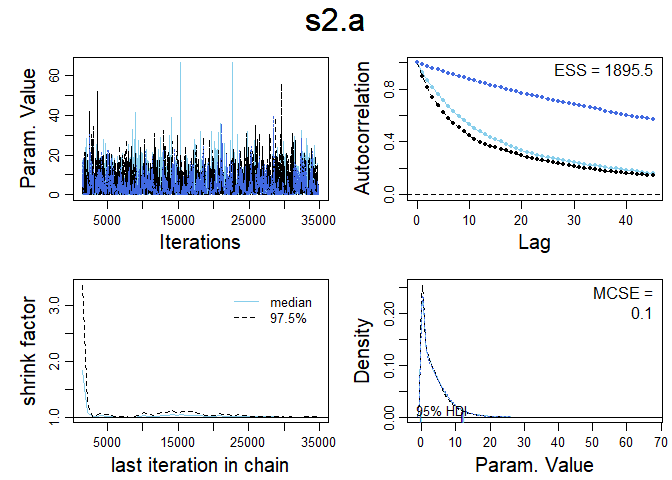 s2.a
Param. Value
0 20 40 60
5000 15000 25000 35000
Iterations
Autocorrelation
0.0 0.4 0.8
ESS = 1895.5
0 10 20 30 40
Lag
shrink factor
1.0 2.0 3.0
median
97.5%
5000 15000 25000 35000
last iteration in chain
Density
0.00 0.10 0.20
MCSE =
0.1
95% HDI
0 10 20 30 40 50 60 70
Param. Value